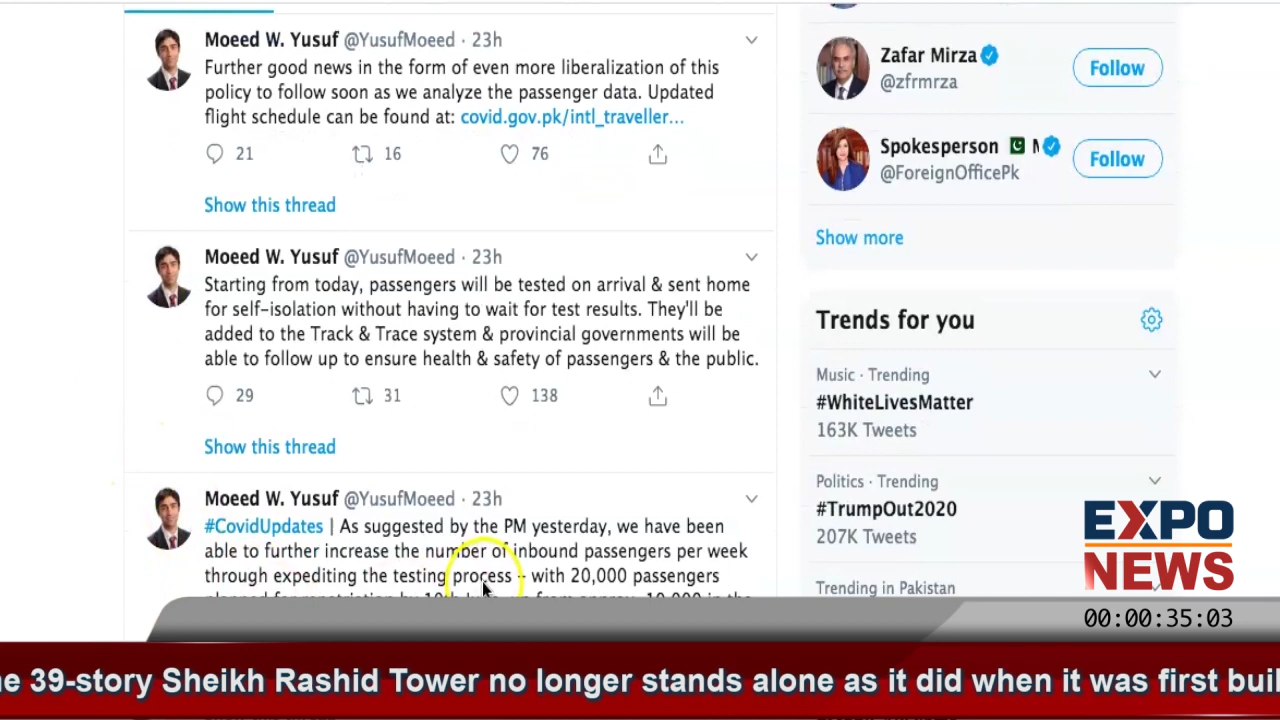 Moeed W. Yusuf @YusufMoeed · 23h
Further good news in the form of even more liberalization of this
policy to follow soon as we analyze the passenger data. Updated
flight schedule can be found at: covid.gov.pk/intl_traveller...
21 16 76
Show this thread
Moeed W. Yusuf @YusufMoeed · 23h
Starting from today, passengers will be tested on arrival & sent home
for self-isolation without having to wait for test results. They'll be
added to the Track & Trace system & provincial governments will be
able to follow up to ensure health & safety of passengers & the public.
29 31 138
Show this thread
Moeed W. Yusuf @YusufMoeed · 23h
#CovidUpdates | As suggested by the PM yesterday, we have been
able to further increase the number of inbound passengers per week
through expediting the testing process - with 20,000 passengers
Zafar Mirza
@zfrmrza
Follow
Spokesperson
@ForeignOfficePk
Follow
Show more
Trends for you
Music · Trending
#WhiteLivesMatter
163K Tweets
Politics · Trending
#TrumpOut2020
207K Tweets
Trending in Pakistan
EXPO
NEWS
00:00:35:03
39-story Sheikh Rashid Tower no longer stands alone as it did when it was first